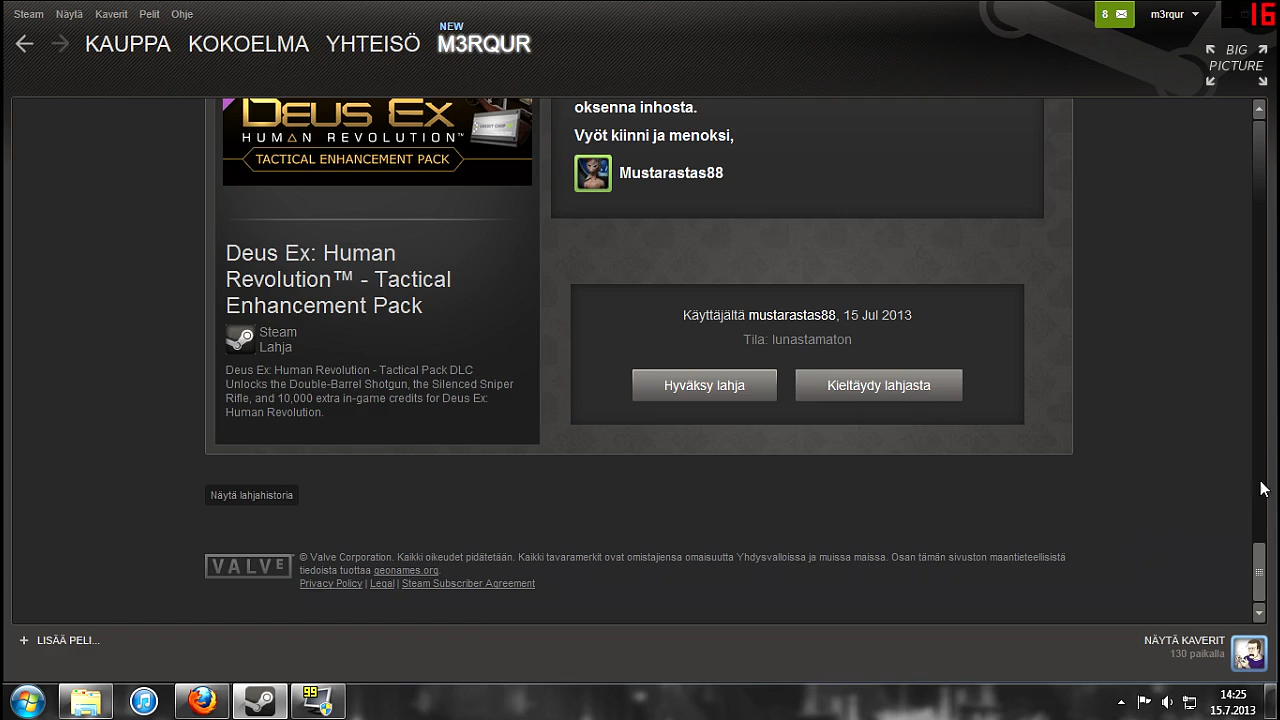 Steam Näytä Kaverit Pelit Ohje
8 m3rqur 16
NEW
KAUPPA KOKOELMA YHTEISÖ M3RQUR
BIG
PICTURE
DEUS EX
HUMAN REVOLUTION™
TACTICAL ENHANCEMENT PACK
oksenna inhosta.
Vyöt kiinni ja menoksi,
Mustarastas88
Deus Ex: Human
Revolution™ - Tactical
Enhancement Pack
Steam
Lahja
Deus Ex: Human Revolution - Tactical Pack DLC
Unlocks the Double-Barrel Shotgun, the Silenced Sniper
Rifle, and 10,000 extra in-game credits for Deus Ex:
Human Revolution.
Käyttäjältä mustarastas88, 15 Jul 2013
Tila: lunastamaton
Hyväksy lahja Kieltäydy lahjasta
Näytä lahjahistoria
VALVE
© Valve Corporation. Kaikki oikeudet pidätetään. Kaikki tavaramerkit ovat omistajiensa omaisuutta Yhdysvalloissa ja muissa maissa. Osan tämän sivuston maantieteellisistä
tiedoista tuottaa geonames.org.
Privacy Policy | Legal | Steam Subscriber Agreement
+ LISÄÄ PELI...
NÄYTÄ KAVERIT
130 paikalla
99
14:25
15.7.2013